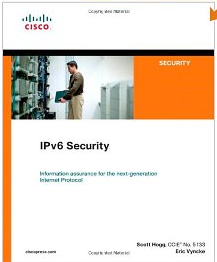 Copyrighted Material
CISCO.
SECURITY
IPv6 Security
Information assurance for the next-generation
Internet Protocol
ciscopress.com
Copyrighted Material
Scott Hogg, CCIE® No. 5133
Eric Vyncke